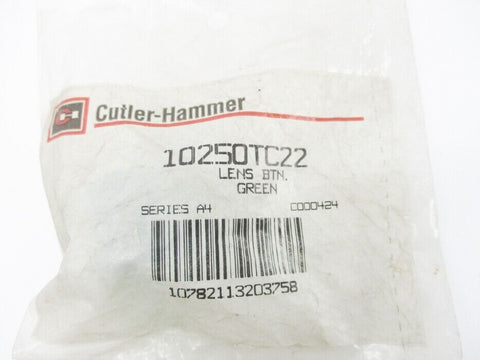 Cutler-Hammer
10250TC22
LENS BTN.
GREEN
SERIES A4 C000424
10782113203758